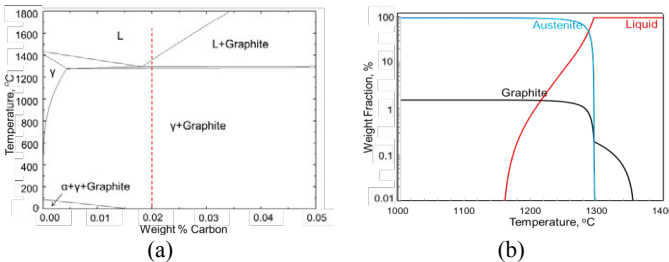 1800
1600
1400
1200
1000
800
600
400
200
0
Temperature, °C
L
L+Graphite
γ
γ+Graphite
α+γ+Graphite
0.00 0.01 0.02 0.03 0.04 0.05
Weight % Carbon
(a)
100
10
1
0.1
0.01
Weight Fraction, %
Austenite
Liquid
Graphite
1000 1100 1200 1300 140
Temperature, °C
(b)